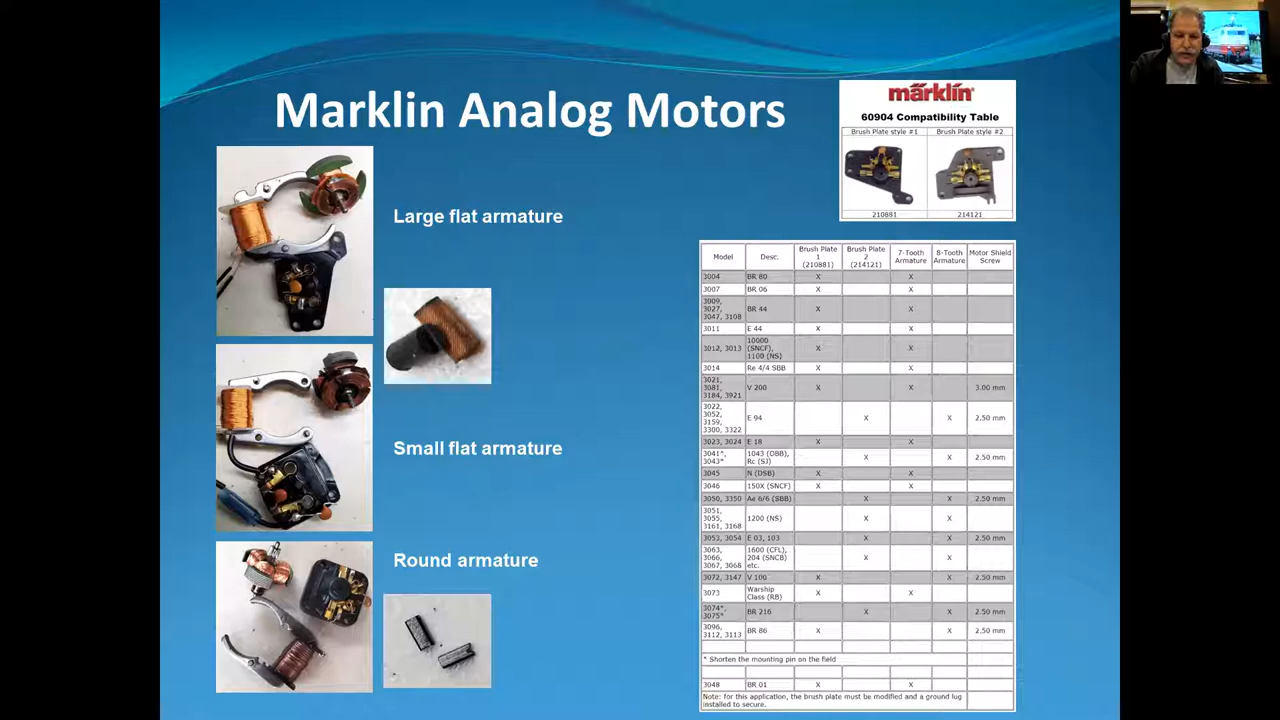 Marklin Analog Motors
märklin
60904 Compatibility Table
Brush Plate style #1 Brush Plate style #2
210881 214121
Large flat armature
Small flat armature
Round armature
Model Desc. Brush Plate 1 (210881) Brush Plate 2 (214121) 7-Tooth Armature 8-Tooth Armature Motor Shield Screw
3004 BR 80 X X
3007 BR 06 X X
3009, 3027, 3047, 3108 BR 44 X X
3011 E 44 X X
3012, 3013 10000 (SNCF), 1100 (NS) X X
3014 Re 4/4 SBB X X
3021, 3081, 3184, 3921 V 200 X X 3.00 mm
3022, 3052, 3159, 3300, 3322 E 94 X X 2.50 mm
3023, 3024 E 18 X X
3041*, 3043* 1043 (OBB), Rc (SJ) X X 2.50 mm
3045 N (DSB) X X
3046 150X (SNCF) X X
3050, 3350 Ae 6/6 (SBB) X X 2.50 mm
3051, 3055, 3161, 3168 1200 (NS) X X
3053, 3054 E 03, 103 X X 2.50 mm
3063, 3066, 3067, 3068 1600 (CFL), 204 (SNCB) etc. X X
3072, 3147 V 100 X X 2.50 mm
3073 Warship Class (RB) X X
3074*, 3075* BR 216 X X 2.50 mm
3096, 3112, 3113 BR 86 X X 2.50 mm
* Shorten the mounting pin on the field
3048 BR 01 X X
Note: for this application, the brush plate must be modified and a ground lug
installed to secure.